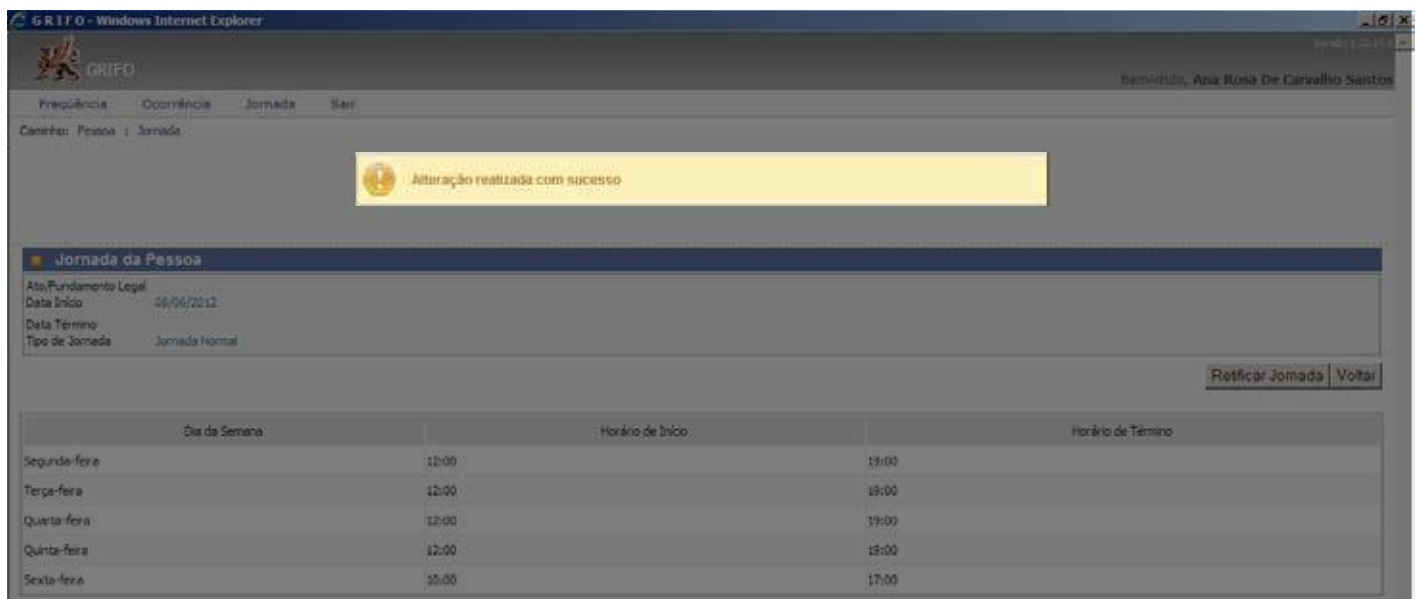 G R I F O - Windows Internet Explorer
GRIFO
Bem-vindo, Ana Rosa De Carvalho Santos
Freqüência Ocorrência Jornada Sair
Caminho: Pessoa : Jornada
Alteração realizada com sucesso
Jornada da Pessoa
Ato/Fundamento Legal
Data Início 08/06/2012
Data Término
Tipo de Jornada Jornada Normal
Retificar Jornada Voltar
Dia da Semana Horário de Início Horário de Término
Segunda-feira 12:00 19:00
Terça-feira 12:00 19:00
Quarta-feira 12:00 19:00
Quinta-feira 12:00 19:00
Sexta-feira 10:00 17:00